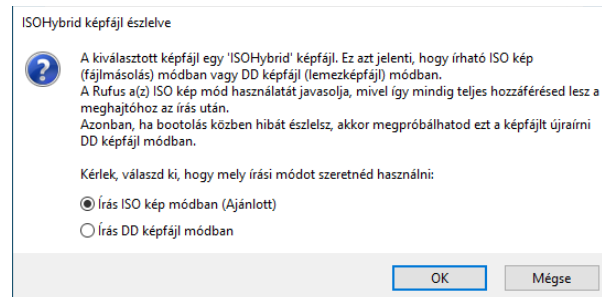 ISOHybrid képfájl észlelve
A kiválasztott képfájl egy 'ISOHybrid' képfájl. Ez azt jelenti, hogy írható ISO kép
(fájlmásolás) módban vagy DD képfájl (lemezképfájl) módban.
A Rufus a(z) ISO kép mód használatát javasolja, mivel így mindig teljes hozzáférésed lesz a
meghajtóhoz az írás után.
Azonban, ha bootolás közben hibát észlelsz, akkor megpróbálhatod ezt a képfájlt újraírni
DD képfájl módban.
Kérlek, válaszd ki, hogy mely írási módot szeretnéd használni:
Írás ISO kép módban (Ajánlott)
Írás DD képfájl módban
OK
Mégse